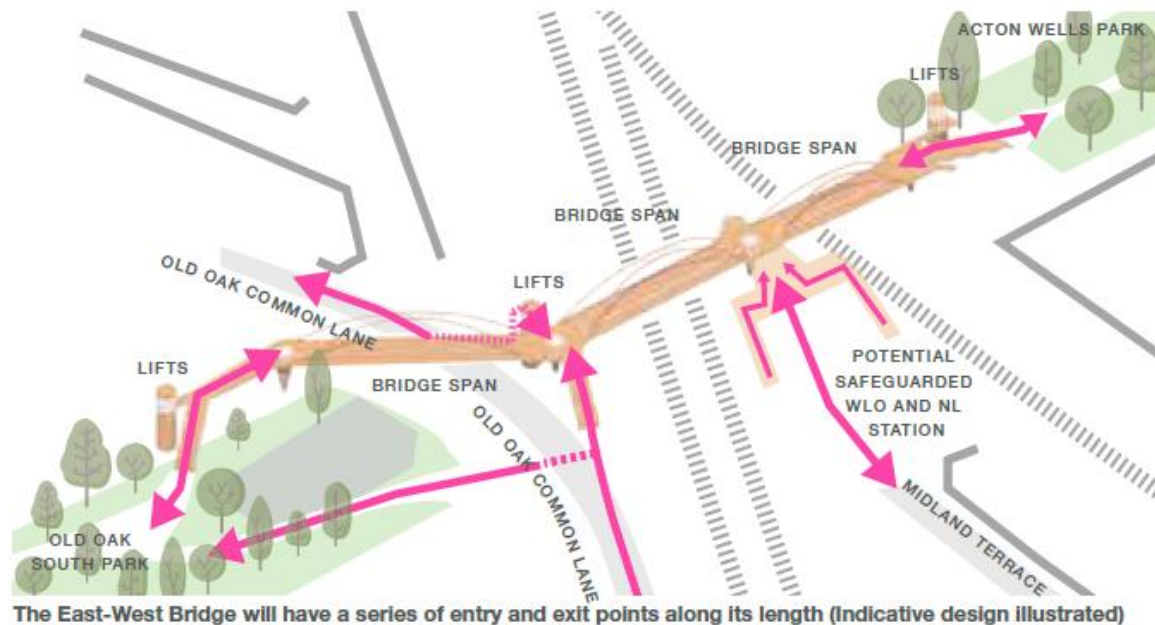 ACTON WELLS PARK
LIFTS
BRIDGE SPAN
BRIDGE SPAN
OLD OAK COMMON LANE
LIFTS
LIFTS
BRIDGE SPAN
POTENTIAL
SAFEGUARDED
WLO AND NL
STATION
OLD OAK COMMON LANE
MIDLAND TERRACE
OLD OAK
SOUTH PARK
The East-West Bridge will have a series of entry and exit points along its length (Indicative design illustrated)